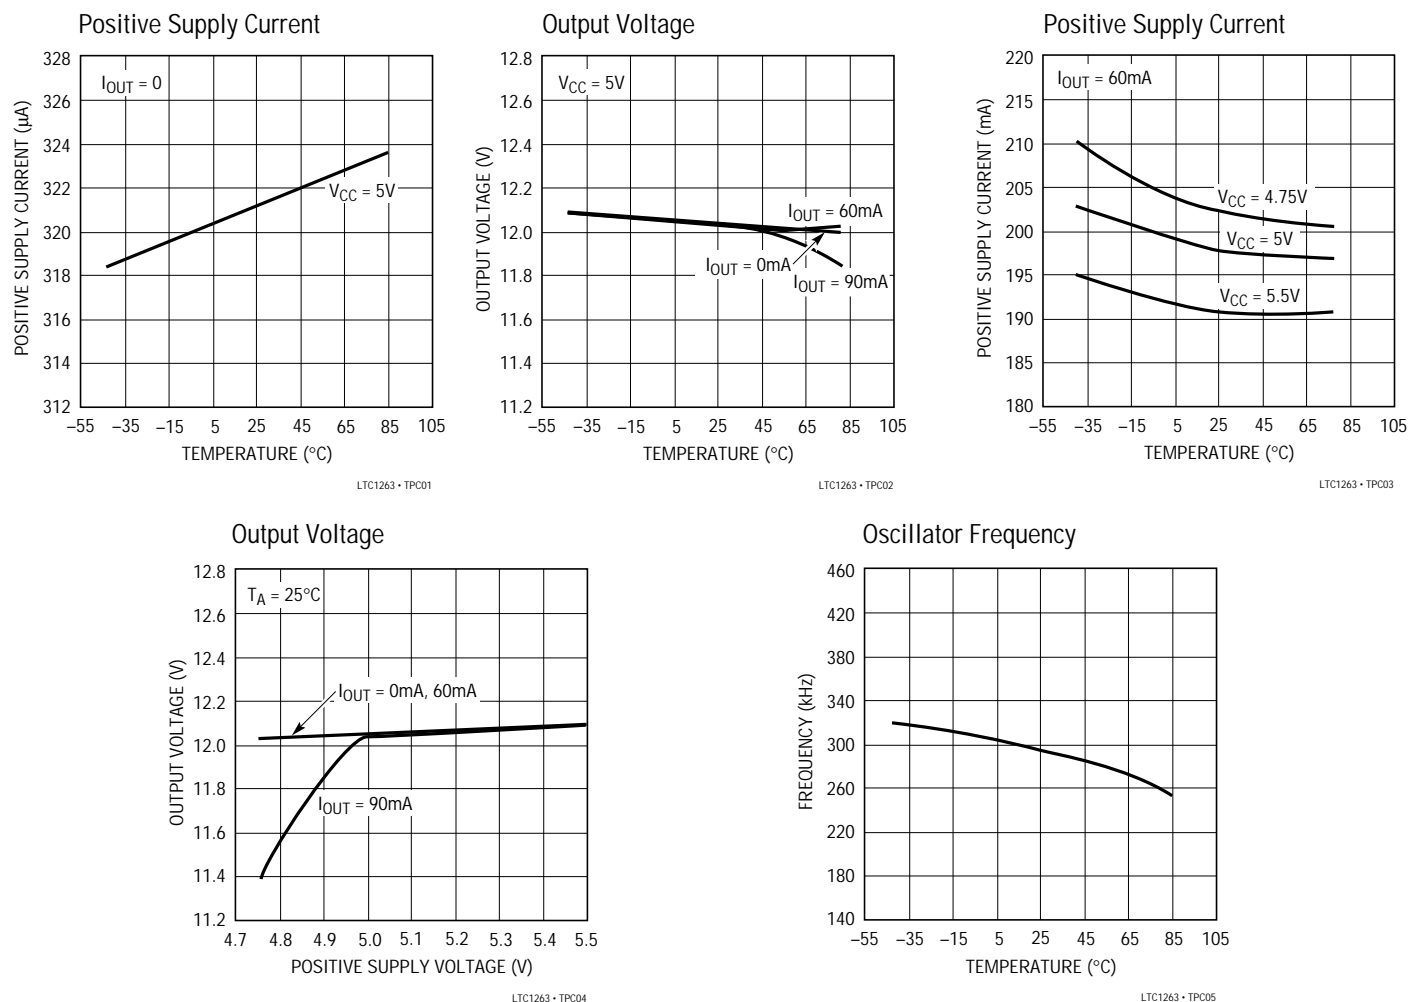 Positive Supply Current
328
326
324
322
320
318
316
314
312
I_OUT = 0
V_CC = 5V
POSITIVE SUPPLY CURRENT (µA)
–55 –35 –15 5 25 45 65 85 105
TEMPERATURE (°C)
LTC1263 • TPC01
Output Voltage
12.8
12.6
12.4
12.2
12.0
11.8
11.6
11.4
11.2
V_CC = 5V
I_OUT = 60mA
I_OUT = 0mA
I_OUT = 90mA
OUTPUT VOLTAGE (V)
–55 –35 –15 5 25 45 65 85 105
TEMPERATURE (°C)
LTC1263 • TPC02
Positive Supply Current
220
215
210
205
200
195
190
185
180
I_OUT = 60mA
V_CC = 4.75V
V_CC = 5V
V_CC = 5.5V
POSITIVE SUPPLY CURRENT (mA)
–55 –35 –15 5 25 45 65 85 105
TEMPERATURE (°C)
LTC1263 • TPC03
Output Voltage
12.8
12.6
12.4
12.2
12.0
11.8
11.6
11.4
11.2
T_A = 25°C
I_OUT = 0mA, 60mA
I_OUT = 90mA
OUTPUT VOLTAGE (V)
4.7 4.8 4.9 5.0 5.1 5.2 5.3 5.4 5.5
POSITIVE SUPPLY VOLTAGE (V)
LTC1263 • TPC04
Oscillator Frequency
460
420
380
340
300
260
220
180
140
FREQUENCY (kHz)
–55 –35 –15 5 25 45 65 85 105
TEMPERATURE (°C)
LTC1263 • TPC05